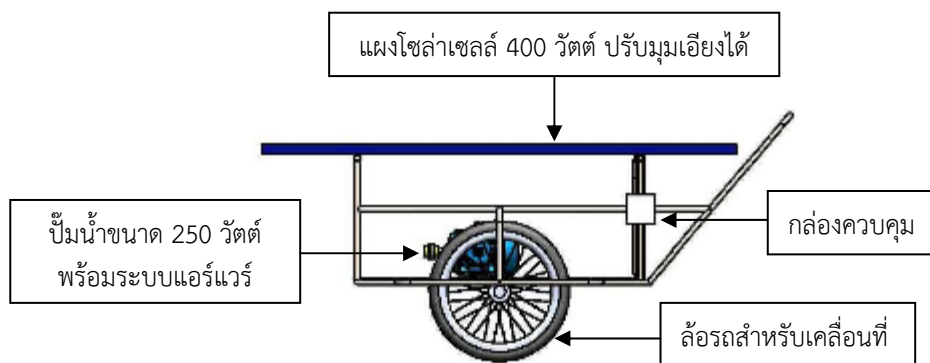 แผงโซล่าเซลล์ 400 วัตต์ ปรับมุมเอียงได้
ปั๊มน้ำขนาด 250 วัตต์
พร้อมระบบแอร์แวร์
กล่องควบคุม
ล้อรถสำหรับเคลื่อนที่